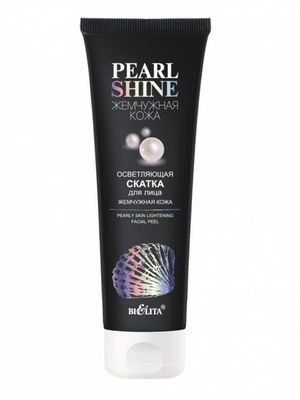 PEARL
SHINE
ЖЕМЧУЖНАЯ
КОЖА
ОСВЕТЛЯЮЩАЯ
СКАТКА
ДЛЯ ЛИЦА
ЖЕМЧУЖНАЯ КОЖА
PEARLY SKIN LIGHTENING
FACIAL PEEL
BIELITA®